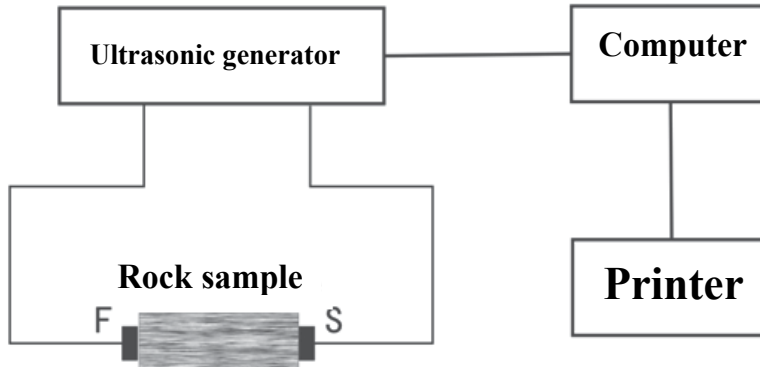 Ultrasonic generator
Computer
Rock sample
F
S
Printer